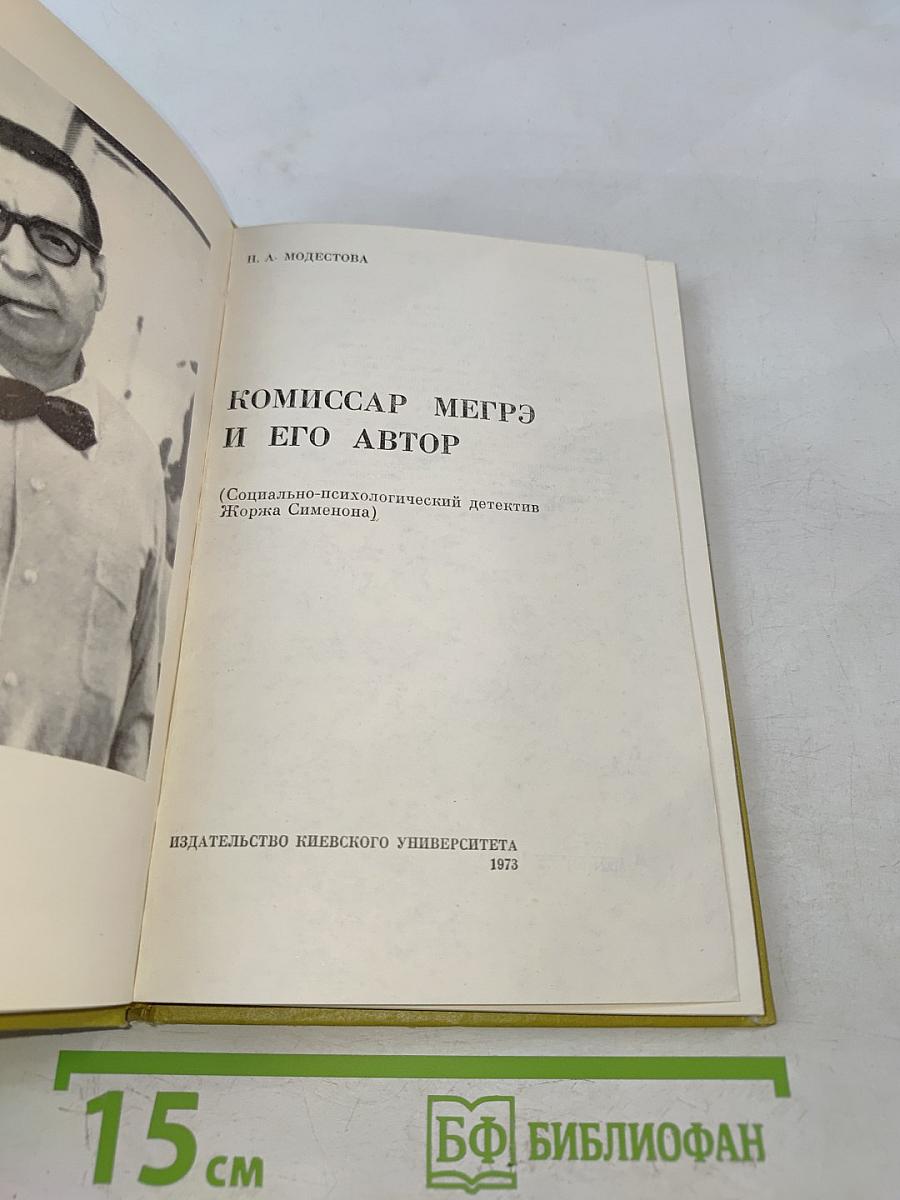 Н. А. МОДЕСТОВА
КОМИССАР МЕГРЭ
И ЕГО АВТОР
(Социально-психологический детектив
Жоржа Сименона)
ИЗДАТЕЛЬСТВО КИЕВСКОГО УНИВЕРСИТЕТА
1973
15 см
БФ БИБЛИОФАН